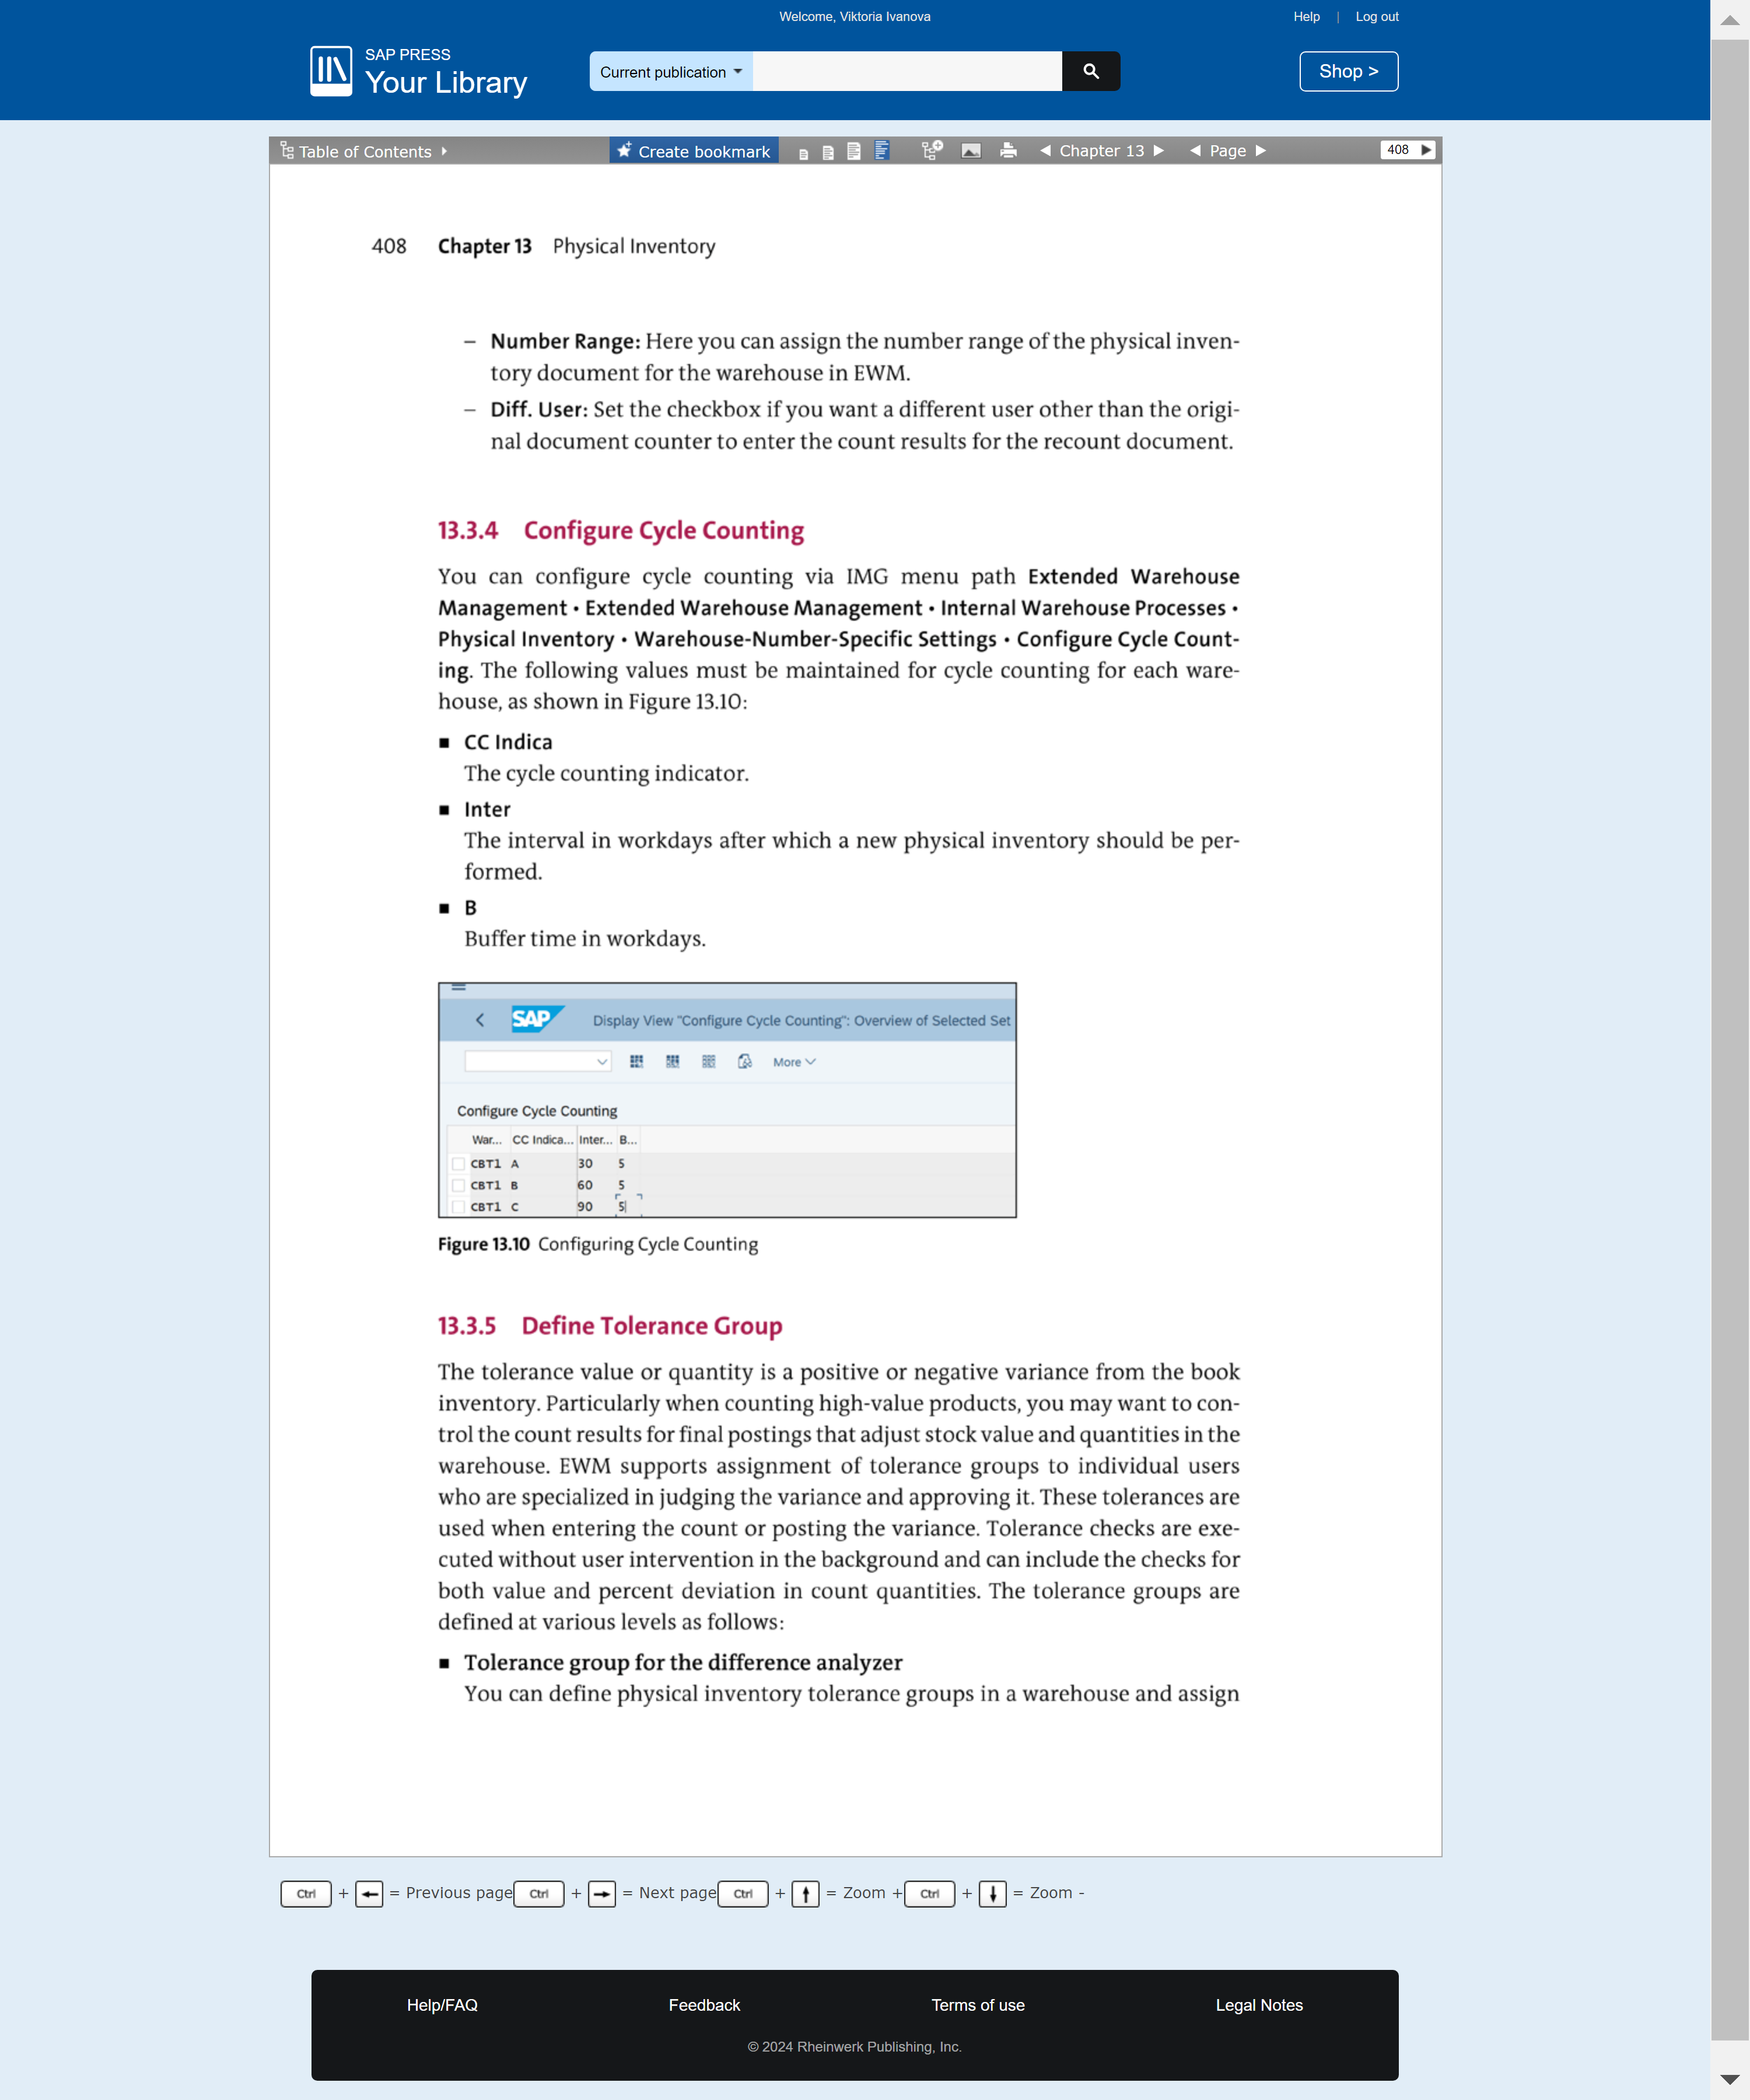 Welcome, Viktoria Ivanova
Help | Log out
SAP PRESS
Your Library
Current publication
Shop >
Table of Contents
Create bookmark
Chapter 13
Page
408
408 Chapter 13 Physical Inventory
– Number Range: Here you can assign the number range of the physical inven-
tory document for the warehouse in EWM.
– Diff. User: Set the checkbox if you want a different user other than the origi-
nal document counter to enter the count results for the recount document.
13.3.4 Configure Cycle Counting
You can configure cycle counting via IMG menu path Extended Warehouse
Management • Extended Warehouse Management • Internal Warehouse Processes •
Physical Inventory • Warehouse-Number-Specific Settings • Configure Cycle Count-
ing. The following values must be maintained for cycle counting for each ware-
house, as shown in Figure 13.10:
■ CC Indica
The cycle counting indicator.
■ Inter
The interval in workdays after which a new physical inventory should be per-
formed.
■ B
Buffer time in workdays.
SAP Display View "Configure Cycle Counting": Overview of Selected Set
More
Configure Cycle Counting
War... CC Indica... Inter... B...
CBT1 A 30 5
CBT1 B 60 5
CBT1 C 90 5
Figure 13.10 Configuring Cycle Counting
13.3.5 Define Tolerance Group
The tolerance value or quantity is a positive or negative variance from the book
inventory. Particularly when counting high-value products, you may want to con-
trol the count results for final postings that adjust stock value and quantities in the
warehouse. EWM supports assignment of tolerance groups to individual users
who are specialized in judging the variance and approving it. These tolerances are
used when entering the count or posting the variance. Tolerance checks are exe-
cuted without user intervention in the background and can include the checks for
both value and percent deviation in count quantities. The tolerance groups are
defined at various levels as follows:
■ Tolerance group for the difference analyzer
You can define physical inventory tolerance groups in a warehouse and assign
Ctrl + ← = Previous page Ctrl + → = Next page Ctrl + ↑ = Zoom + Ctrl + ↓ = Zoom -
Help/FAQ
Feedback
Terms of use
Legal Notes
© 2024 Rheinwerk Publishing, Inc.